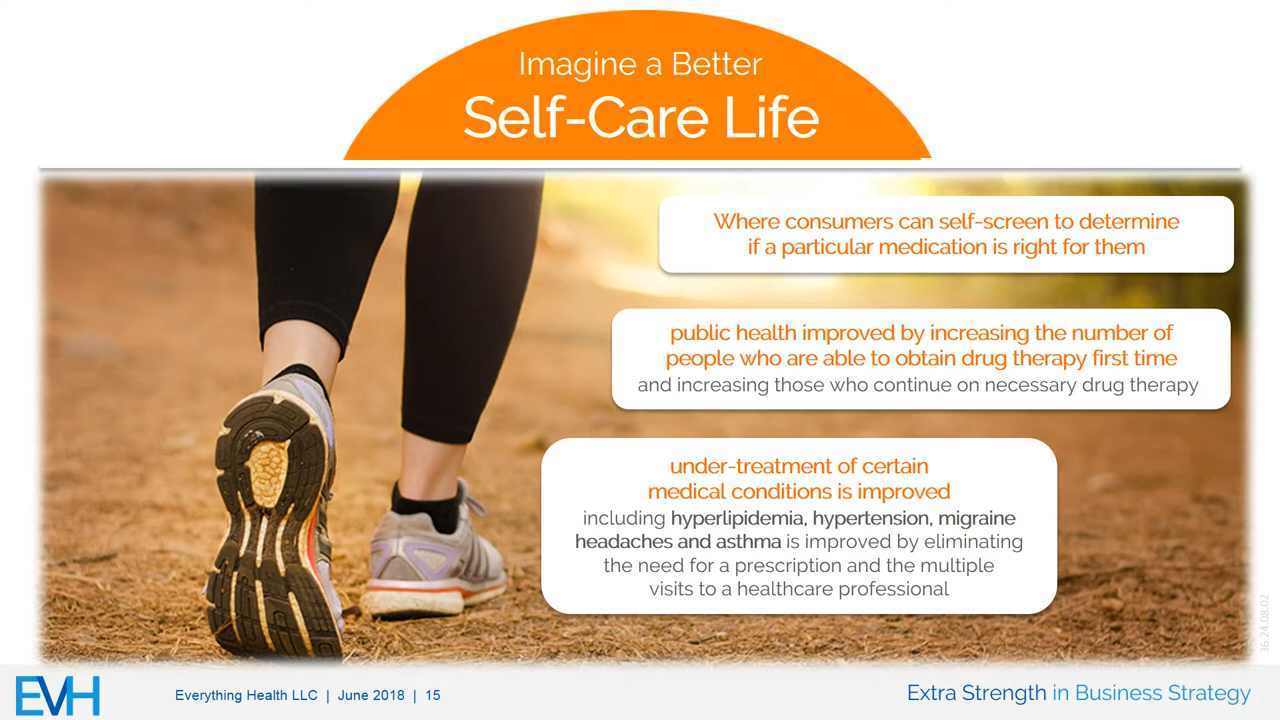 Imagine a Better
Self-Care Life
Where consumers can self-screen to determine
if a particular medication is right for them
public health improved by increasing the number of
people who are able to obtain drug therapy first time
and increasing those who continue on necessary drug therapy
under-treatment of certain
medical conditions is improved
including hyperlipidemia, hypertension, migraine
headaches and asthma is improved by eliminating
the need for a prescription and the multiple
visits to a healthcare professional
36.24.08.02
EVH
Everything Health LLC | June 2018 | 15
Extra Strength in Business Strategy